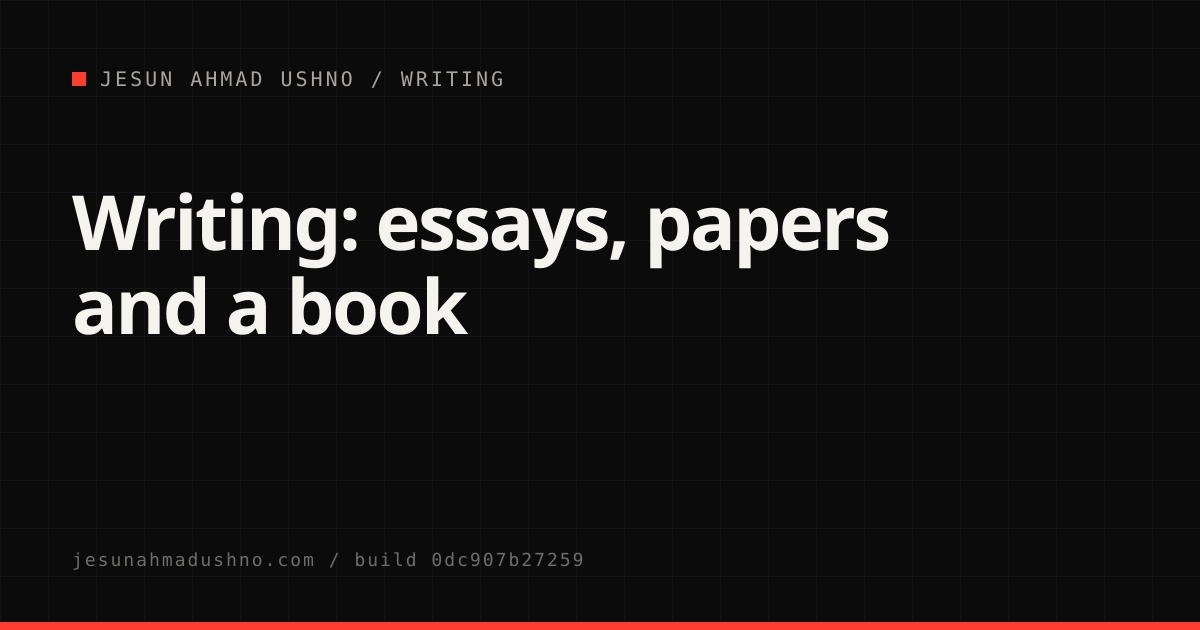 JESUN AHMAD USHNO / WRITING
Writing: essays, papers
and a book
jesunahmadushno.com / build 0dc907b27259